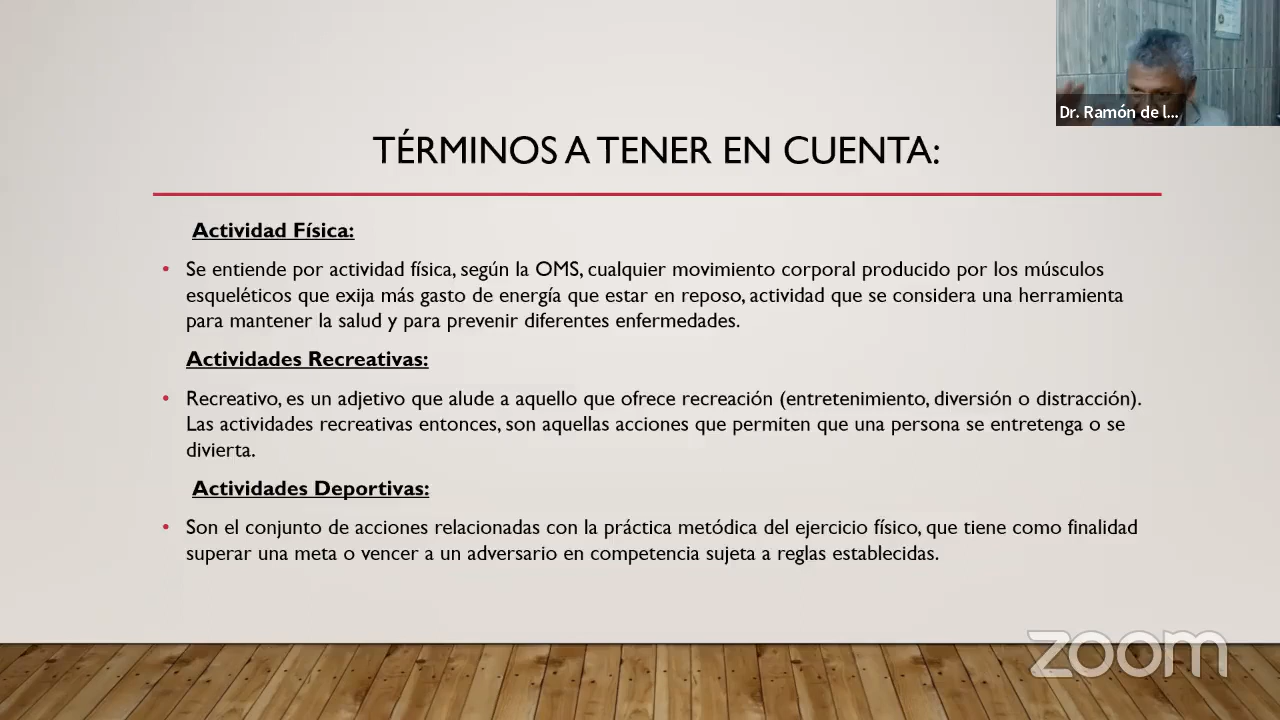 Dr. Ramón de l...
TÉRMINOS A TENER EN CUENTA:
Actividad Física:
• Se entiende por actividad física, según la OMS, cualquier movimiento corporal producido por los músculos
esqueléticos que exija más gasto de energía que estar en reposo, actividad que se considera una herramienta
para mantener la salud y para prevenir diferentes enfermedades.
Actividades Recreativas:
• Recreativo, es un adjetivo que alude a aquello que ofrece recreación (entretenimiento, diversión o distracción).
Las actividades recreativas entonces, son aquellas acciones que permiten que una persona se entretenga o se
divierta.
Actividades Deportivas:
• Son el conjunto de acciones relacionadas con la práctica metódica del ejercicio físico, que tiene como finalidad
superar una meta o vencer a un adversario en competencia sujeta a reglas establecidas.
zoom